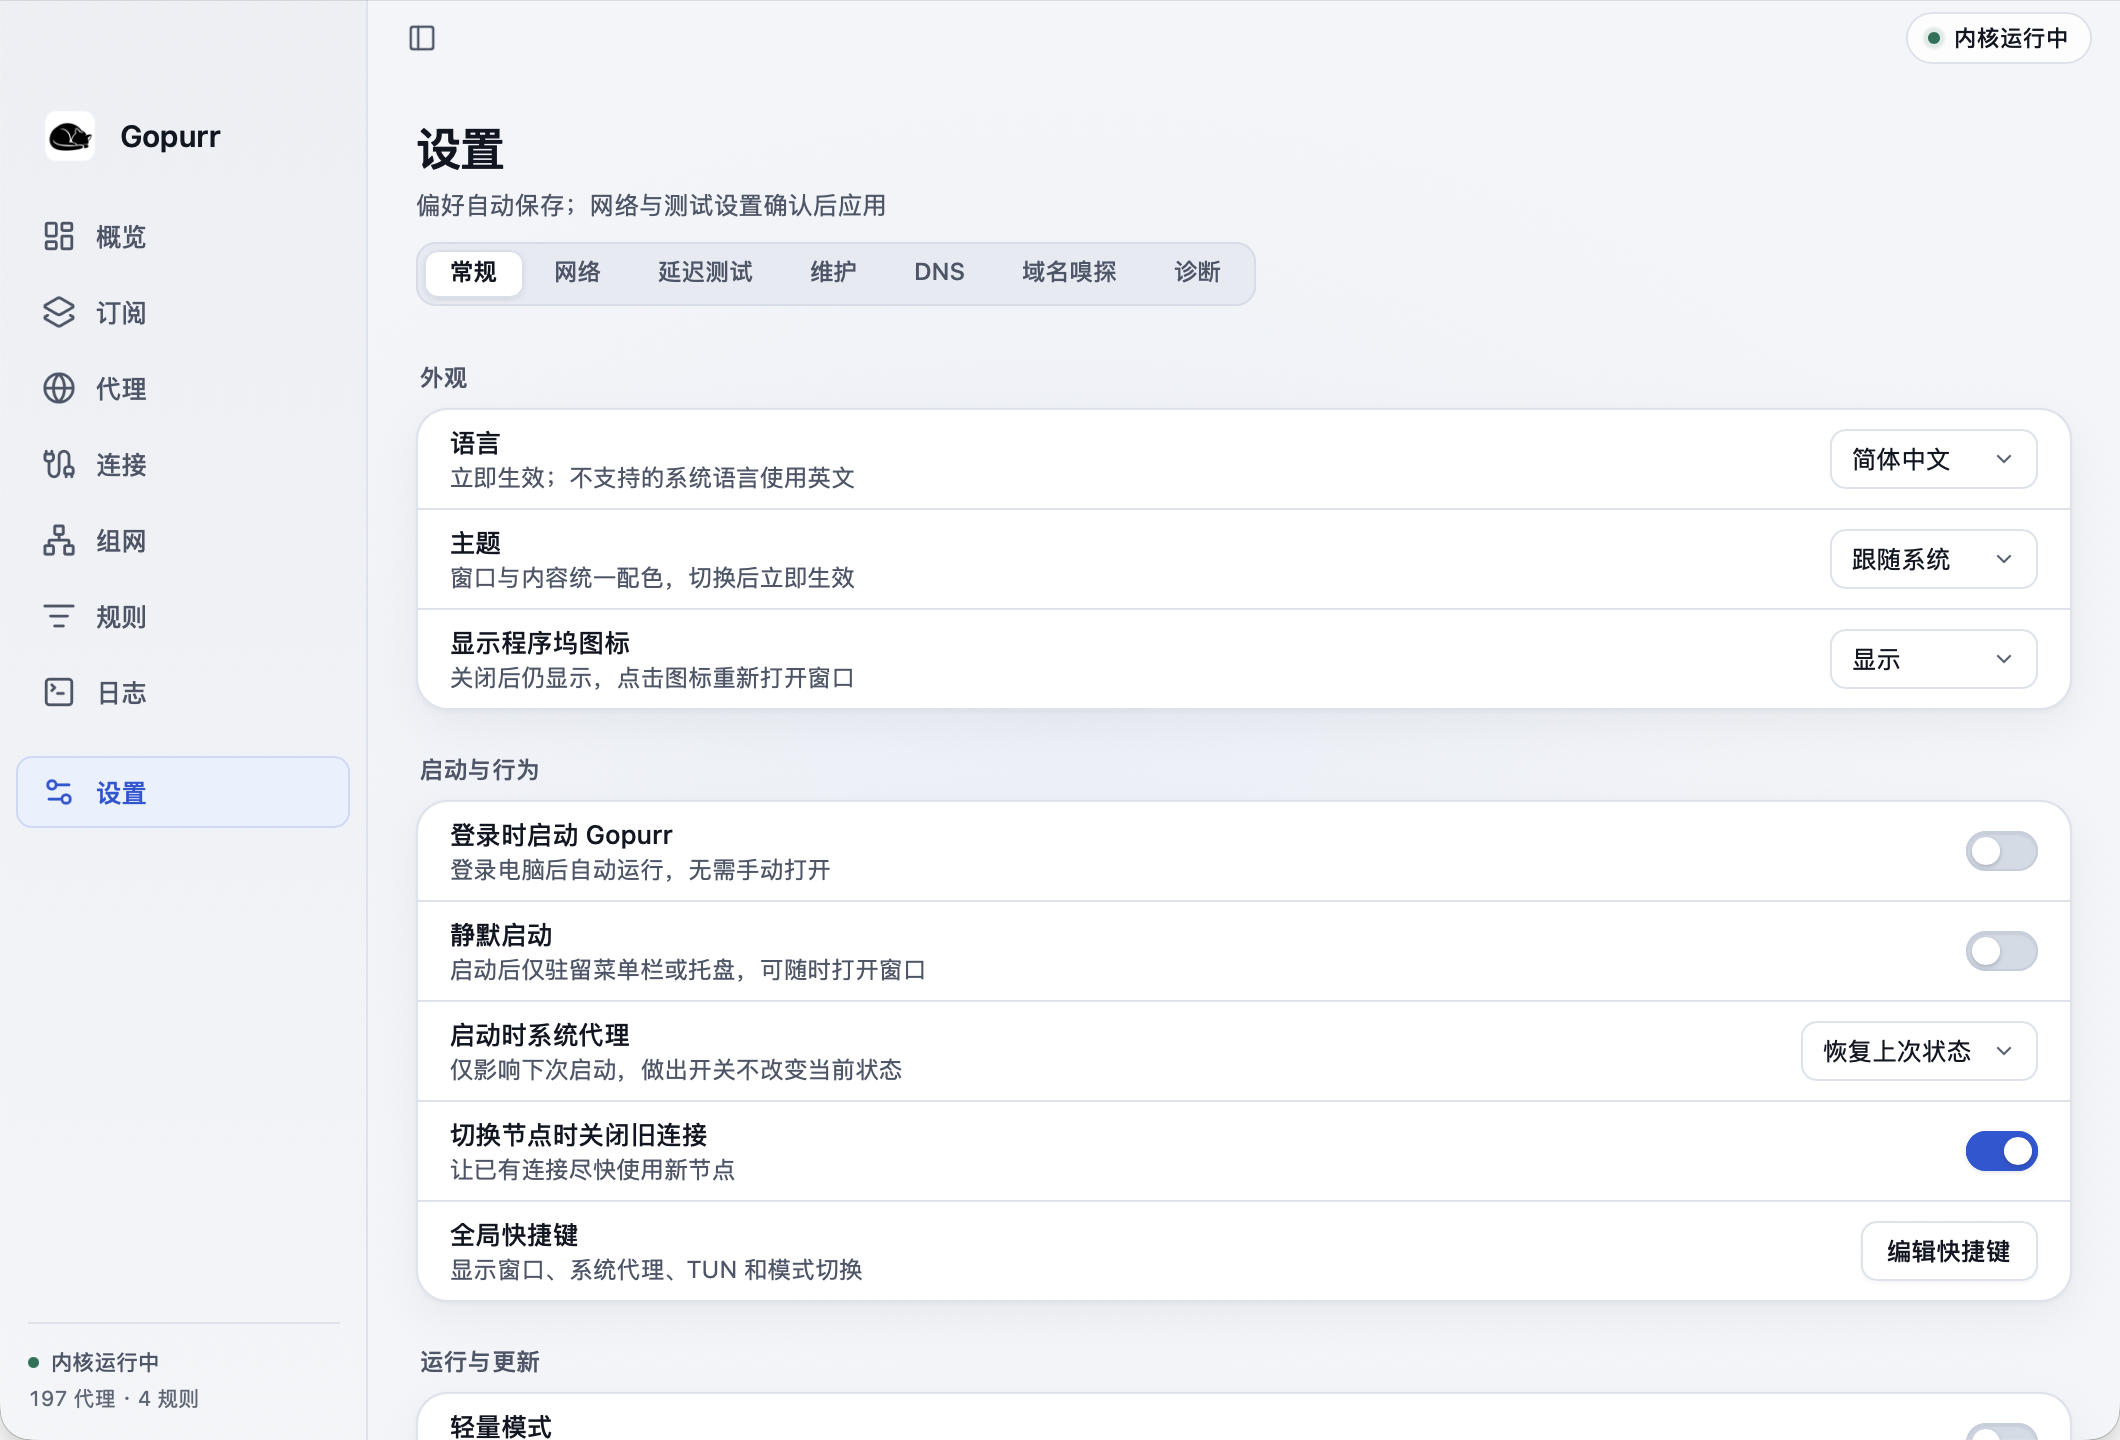 内核运行中
Gopurr
概览
订阅
代理
连接
组网
规则
日志
设置
内核运行中
197 代理 · 4 规则
设置
偏好自动保存；网络与测试设置确认后应用
常规 网络 延迟测试 维护 DNS 域名嗅探 诊断
外观
语言
立即生效；不支持的系统语言使用英文
简体中文
主题
窗口与内容统一配色，切换后立即生效
跟随系统
显示程序坞图标
关闭后仍显示，点击图标重新打开窗口
显示
启动与行为
登录时启动 Gopurr
登录电脑后自动运行，无需手动打开
静默启动
启动后仅驻留菜单栏或托盘，可随时打开窗口
启动时系统代理
仅影响下次启动，做出开关不改变当前状态
恢复上次状态
切换节点时关闭旧连接
让已有连接尽快使用新节点
全局快捷键
显示窗口、系统代理、TUN 和模式切换
编辑快捷键
运行与更新
轻量模式